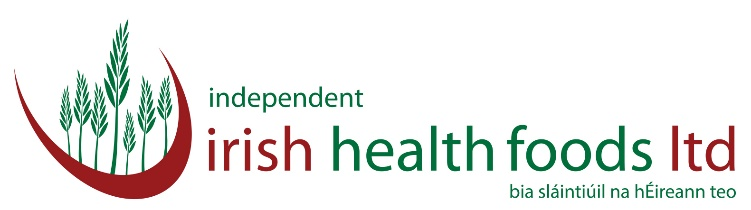 independent
irish health foods ltd
bia sláintiúil na hÉireann teo